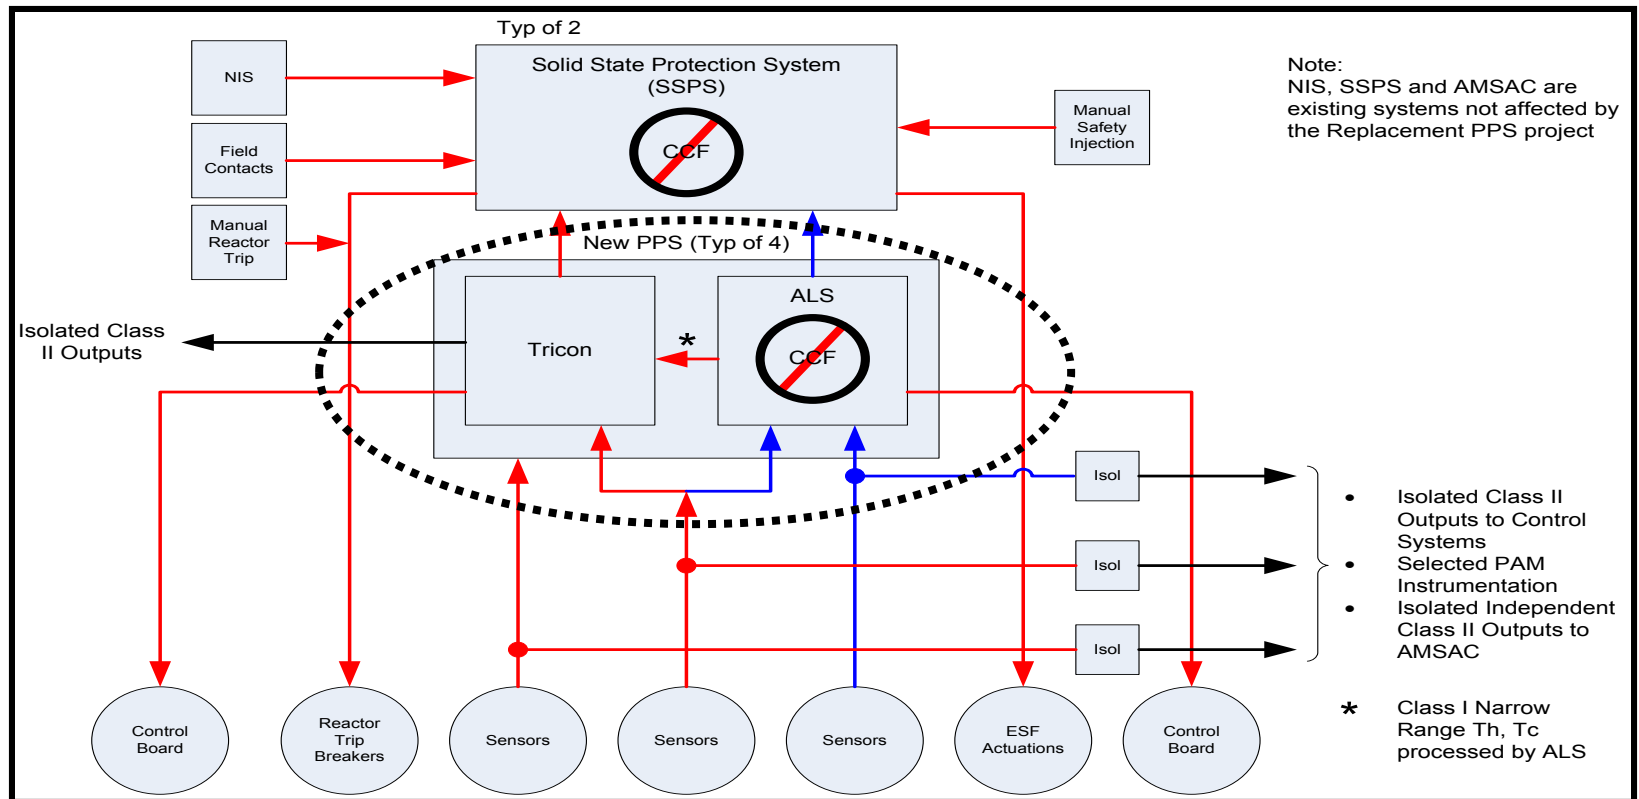 Typ of 2
NIS
Solid State Protection System
(SSPS)
CCF
Field
Contacts
Manual
Reactor
Trip
Manual
Safety
Injection
Note:
NIS, SSPS and AMSAC are
existing systems not affected by
the Replacement PPS project
New PPS (Typ of 4)
Isolated Class
II Outputs
Tricon
*
ALS
CCF
Isol
Isol
Isol
• Isolated Class II
Outputs to Control
Systems
• Selected PAM
Instrumentation
• Isolated Independent
Class II Outputs to
AMSAC
* Class I Narrow
Range Th, Tc
processed by ALS
Control
Board
Reactor
Trip
Breakers
Sensors
Sensors
Sensors
ESF
Actuations
Control
Board